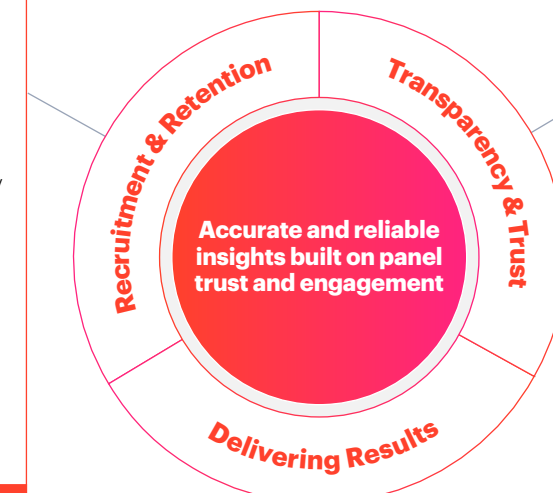 Recruitment & Retention
Transparency & Trust
Accurate and reliable
insights built on panel
trust and engagement
Delivering Results